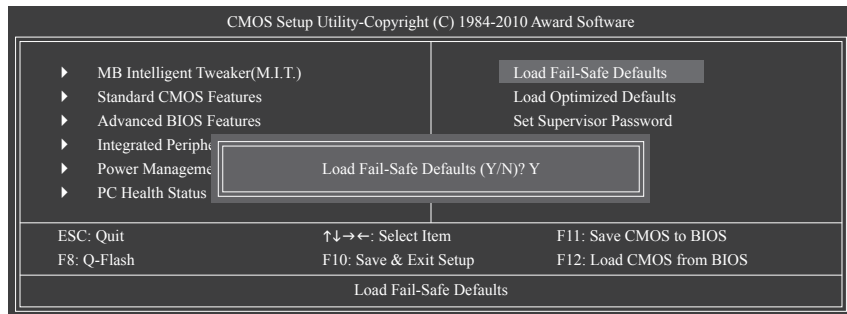 CMOS Setup Utility-Copyright (C) 1984-2010 Award Software
MB Intelligent Tweaker(M.I.T.)
Standard CMOS Features
Advanced BIOS Features
Integrated Periphe
Power Manageme
PC Health Status
Load Fail-Safe Defaults
Load Optimized Defaults
Set Supervisor Password
Load Fail-Safe Defaults (Y/N)? Y
ESC: Quit ↑↓→←: Select Item F11: Save CMOS to BIOS
F8: Q-Flash F10: Save & Exit Setup F12: Load CMOS from BIOS
Load Fail-Safe Defaults